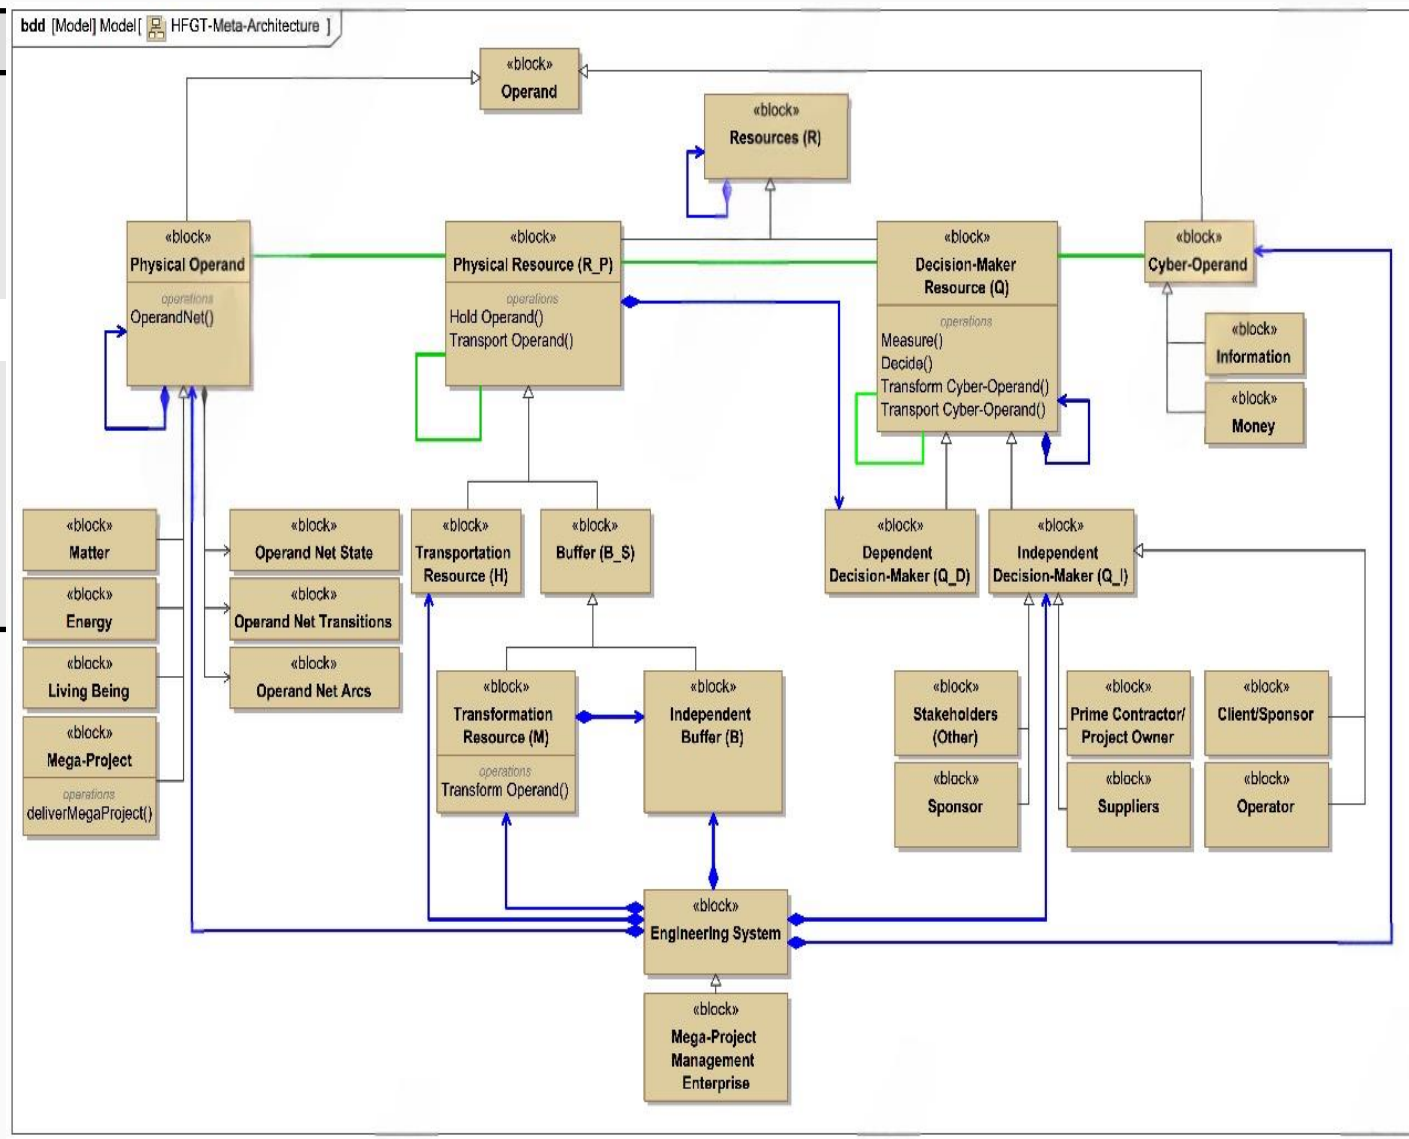 bdd [Model] Model [ HFGT-Meta-Architecture ]
«block»
Operand
«block»
Resources (R)
«block»
Physical Operand
operations
OperandNet()
«block»
Physical Resource (R_P)
operations
Hold Operand()
Transport Operand()
«block»
Decision-Maker
Resource (Q)
operations
Measure()
Decide()
Transform Cyber-Operand()
Transport Cyber-Operand()
«block»
Cyber-Operand
«block»
Information
«block»
Money
«block»
Matter
«block»
Energy
«block»
Living Being
«block»
Mega-Project
operations
deliverMegaProject()
«block»
Operand Net State
«block»
Operand Net Transitions
«block»
Operand Net Arcs
«block»
Transportation
Resource (H)
«block»
Buffer (B_S)
«block»
Dependent
Decision-Maker (Q_D)
«block»
Independent
Decision-Maker (Q_I)
«block»
Transformation
Resource (M)
operations
Transform Operand()
«block»
Independent
Buffer (B)
«block»
Stakeholders
(Other)
«block»
Prime Contractor/
Project Owner
«block»
Client/Sponsor
«block»
Sponsor
«block»
Suppliers
«block»
Operator
«block»
Engineering System
«block»
Mega-Project
Management
Enterprise